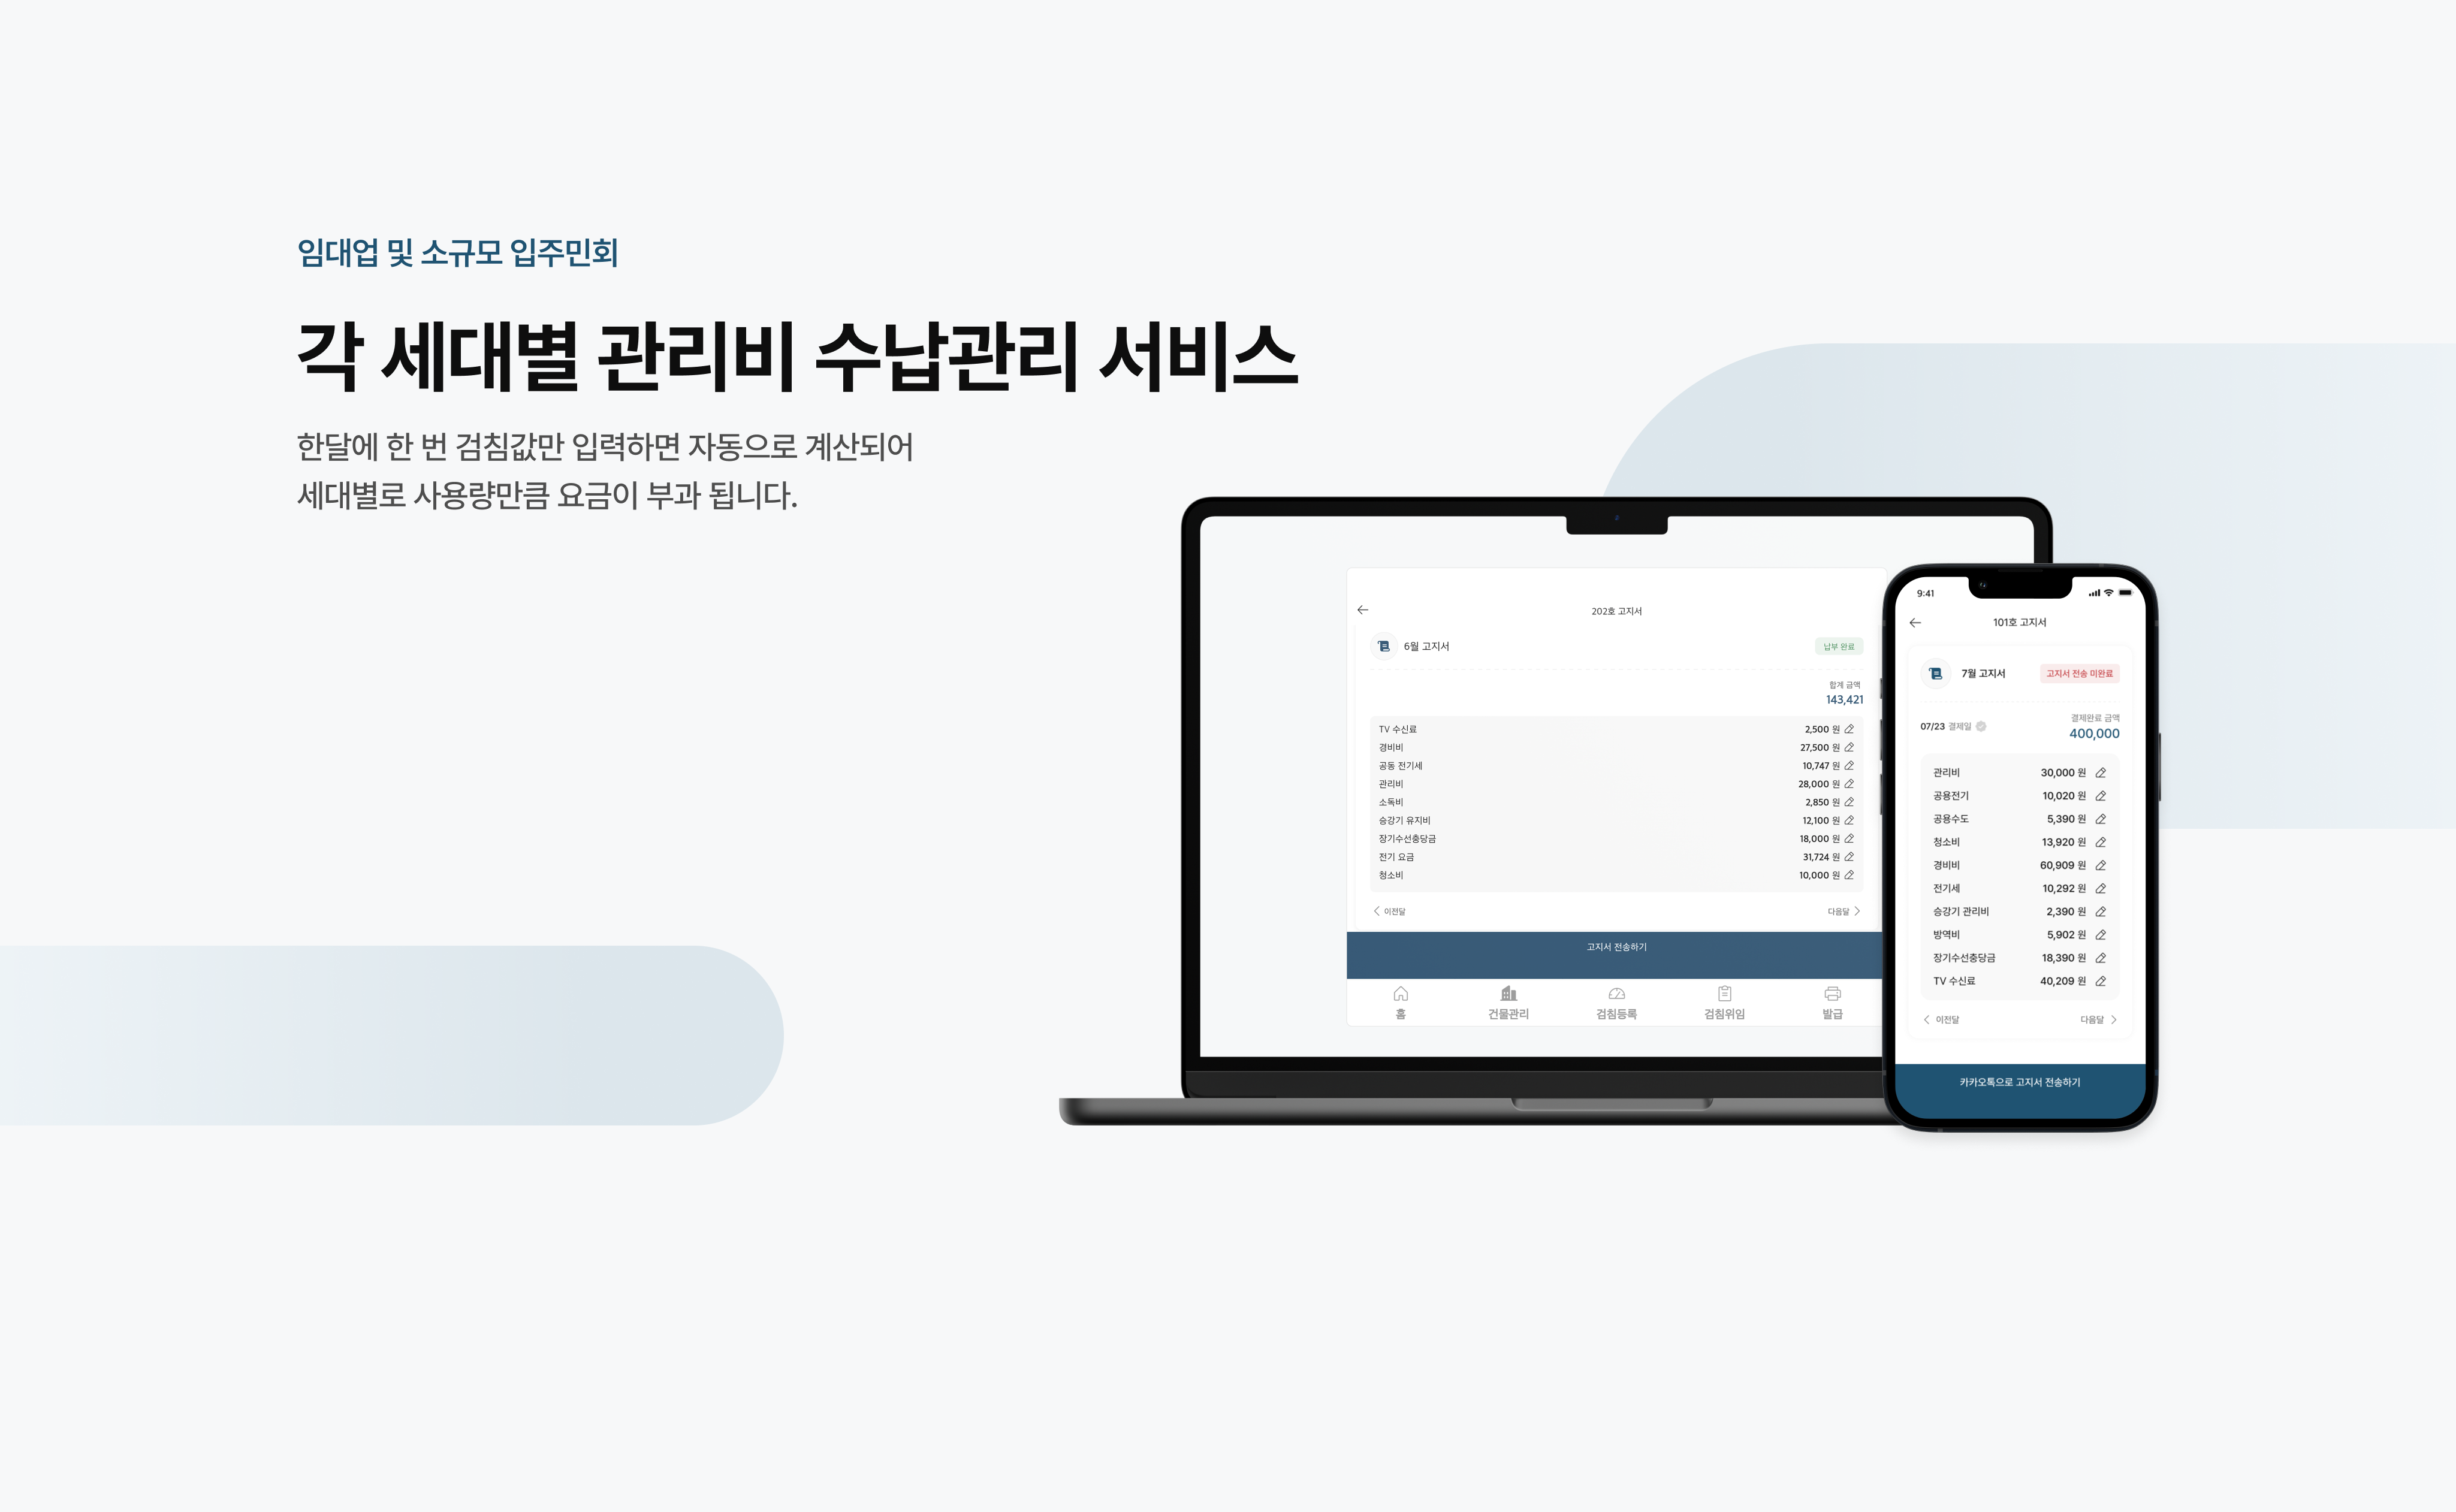 임대업 및 소규모 입주민회
각 세대별 관리비 수납관리 서비스
한달에 한 번 검침값만 입력하면 자동으로 계산되어
세대별로 사용량만큼 요금이 부과 됩니다.
202호 고지서
6월 고지서 납부 완료
합계 금액
143,421
TV 수신료 2,500 원
경비비 27,500 원
공동 전기세 10,747 원
관리비 28,000 원
소독비 2,850 원
승강기 유지비 12,100 원
장기수선충당금 18,000 원
전기 요금 31,724 원
청소비 10,000 원
이전달 다음달
고지서 전송하기
홈 건물관리 검침등록 검침위임 발급
9:41
101호 고지서
7월 고지서 고지서 전송 미완료
결제완료 금액
07/23 결제일 400,000
관리비 30,000 원
공용전기 10,020 원
공용수도 5,390 원
청소비 13,920 원
경비비 60,909 원
전기세 10,292 원
승강기 관리비 2,390 원
방역비 5,902 원
장기수선충당금 18,390 원
TV 수신료 40,209 원
이전달 다음달
카카오톡으로 고지서 전송하기